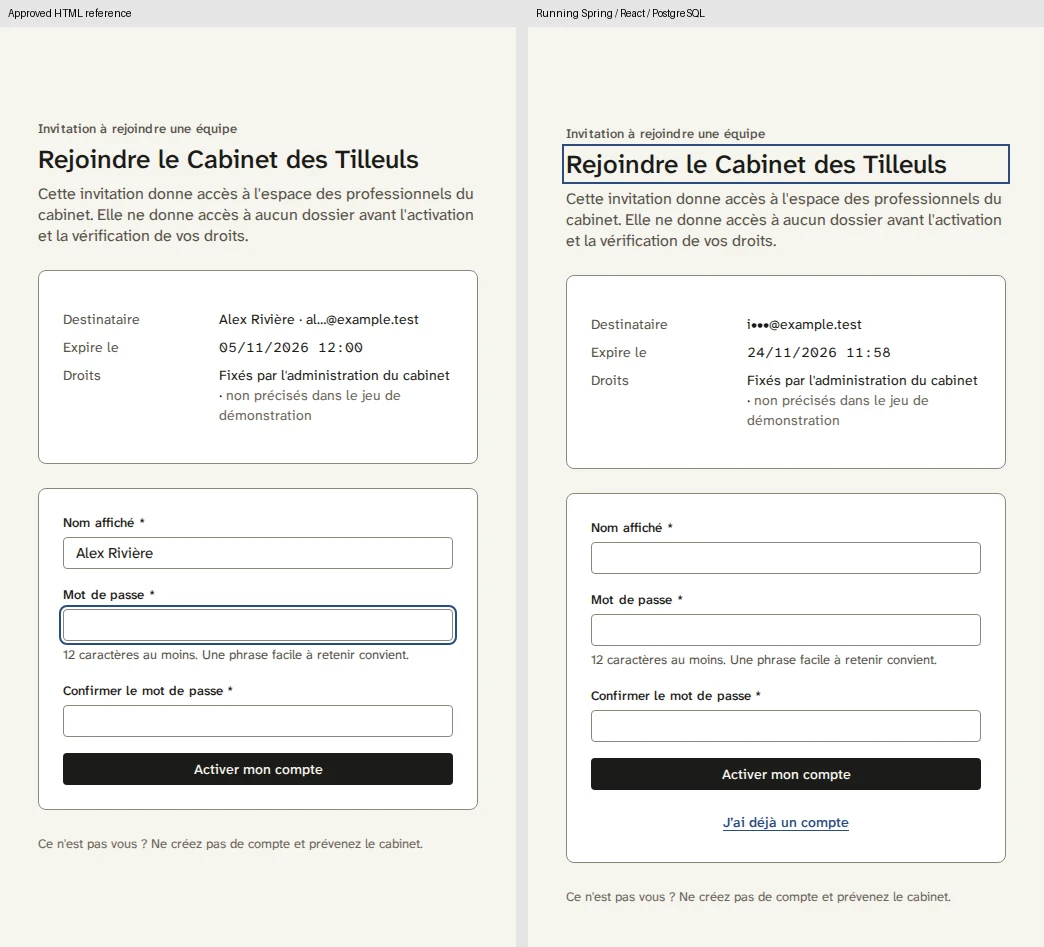 Approved HTML reference
Invitation à rejoindre une équipe
Rejoindre le Cabinet des Tilleuls
Cette invitation donne accès à l'espace des professionnels du
cabinet. Elle ne donne accès à aucun dossier avant l'activation
et la vérification de vos droits.
Destinataire Alex Rivière · al…@example.test
Expire le 05/11/2026 12:00
Droits Fixés par l'administration du cabinet
· non précisés dans le jeu de
démonstration
Nom affiché *
Alex Rivière
Mot de passe *
12 caractères au moins. Une phrase facile à retenir convient.
Confirmer le mot de passe *
Activer mon compte
Ce n'est pas vous ? Ne créez pas de compte et prévenez le cabinet.
Running Spring / React / PostgreSQL
Invitation à rejoindre une équipe
Rejoindre le Cabinet des Tilleuls
Cette invitation donne accès à l'espace des professionnels du
cabinet. Elle ne donne accès à aucun dossier avant l'activation
et la vérification de vos droits.
Destinataire i•••@example.test
Expire le 24/11/2026 11:58
Droits Fixés par l'administration du cabinet
· non précisés dans le jeu de
démonstration
Nom affiché *
Mot de passe *
12 caractères au moins. Une phrase facile à retenir convient.
Confirmer le mot de passe *
Activer mon compte
J'ai déjà un compte
Ce n'est pas vous ? Ne créez pas de compte et prévenez le cabinet.